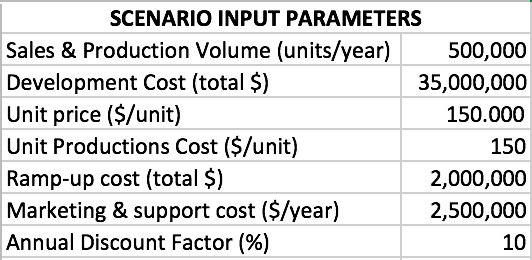 SCENARIO INPUT PARAMETERS
Sales & Production Volume (units/year) 500,000
Development Cost (total $) 35,000,000
Unit price ($/unit) 150.000
Unit Productions Cost ($/unit) 150
Ramp-up cost (total $) 2,000,000
Marketing & support cost ($/year) 2,500,000
Annual Discount Factor (%) 10